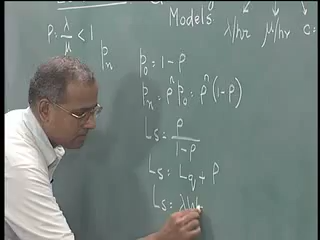 Models
λ/hr μ/hr C:
ρ = λ/μ < 1
pn p0 = 1 - ρ
pn = ρ^n p0 = ρ^n (1-ρ)
Ls = ρ/(1-ρ)
Ls = Lq + ρ
Ls = λW